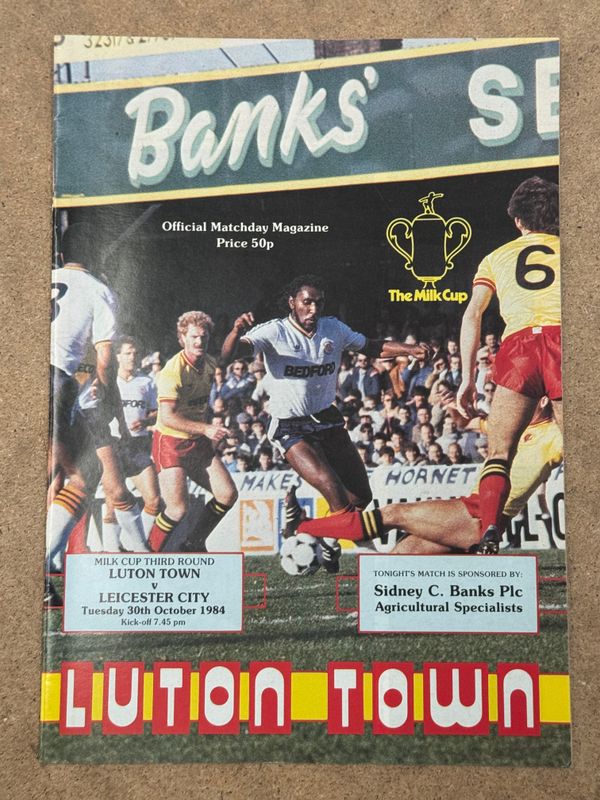 Banks' SE
Official Matchday Magazine
Price 50p
The Milk Cup
6
BEDFORD
MAKES
HORNET
MILK CUP THIRD ROUND
LUTON TOWN
v
LEICESTER CITY
Tuesday 30th October 1984
Kick-off 7.45 pm
TONIGHT'S MATCH IS SPONSORED BY:
Sidney C. Banks Plc
Agricultural Specialists
LUTON TOWN